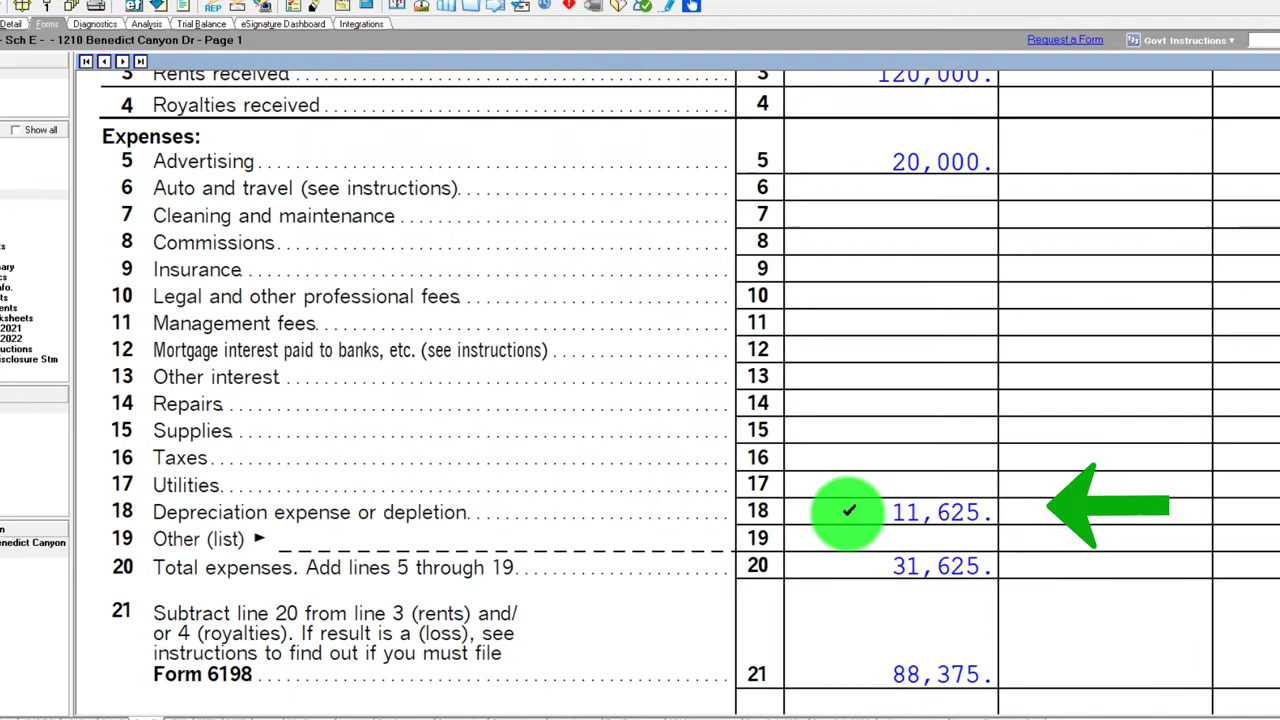 Detail Forms Diagnostics Analysis Trial Balance eSignature Dashboard Integrations
- Sch E - - 1210 Benedict Canyon Dr - Page 1 Request a Form Govt Instructions
3 Rents received 3 120,000.
Show all 4 Royalties received 4
Expenses:
5 Advertising 5 20,000.
6 Auto and travel (see instructions) 6
7 Cleaning and maintenance 7
8 Commissions 8
9 Insurance 9
10 Legal and other professional fees 10
11 Management fees 11
12 Mortgage interest paid to banks, etc. (see instructions) 12
13 Other interest 13
14 Repairs 14
15 Supplies 15
16 Taxes 16
17 Utilities 17
18 Depreciation expense or depletion 18 11,625.
19 Other (list) ► 19
20 Total expenses. Add lines 5 through 19 20 31,625.
21 Subtract line 20 from line 3 (rents) and/
or 4 (royalties). If result is a (loss), see
instructions to find out if you must file
Form 6198 21 88,375.
2021
2022